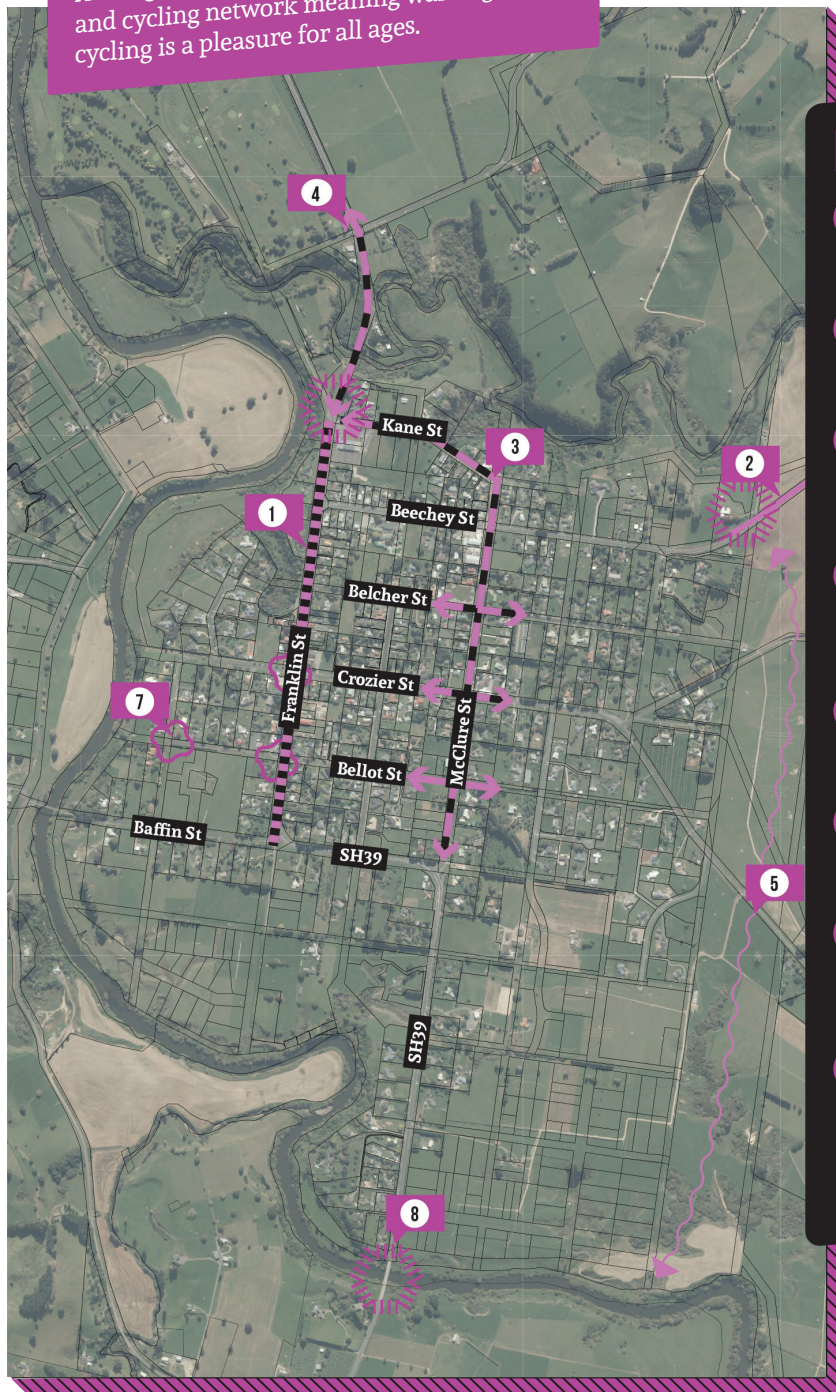 and cycling network meaning
cycling is a pleasure for all ages.
4
Kane St
3
2
1
Beechey St
Belcher St
Franklin St
Crozier St
7
McClure St
Bellot St
Baffin St
SH39
5
SH39
8